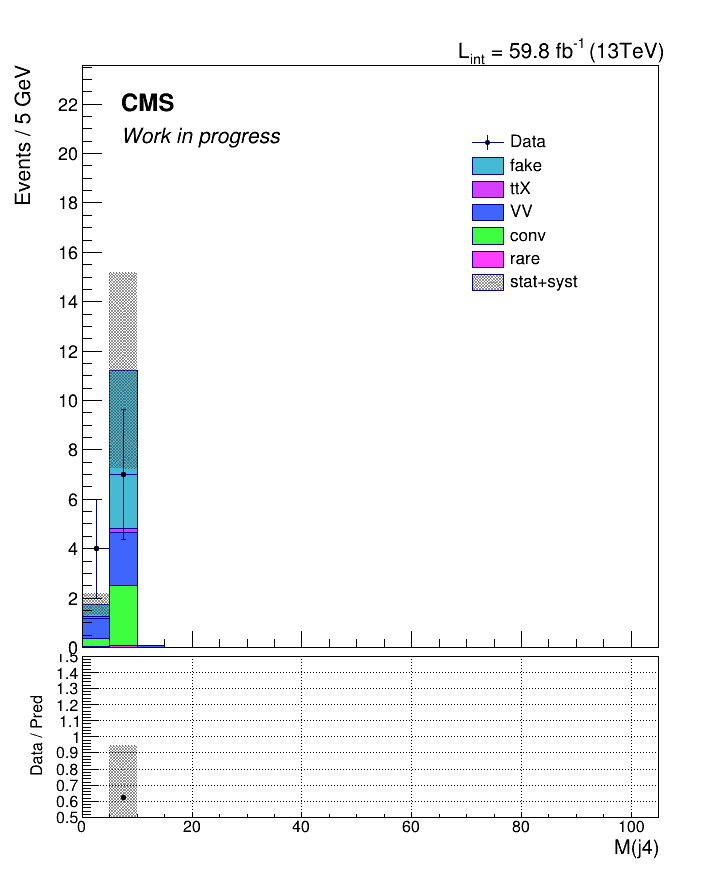 L_int = 59.8 fb^-1 (13TeV)
Events / 5 GeV
CMS
Work in progress
22
20
18
16
14
12
10
8
6
4
2
0
Data
fake
ttX
VV
conv
rare
stat+syst
Data / Pred
1.5
1.4
1.3
1.2
1.1
1
0.9
0.8
0.7
0.6
0.5
0 20 40 60 80 100
M(j4)